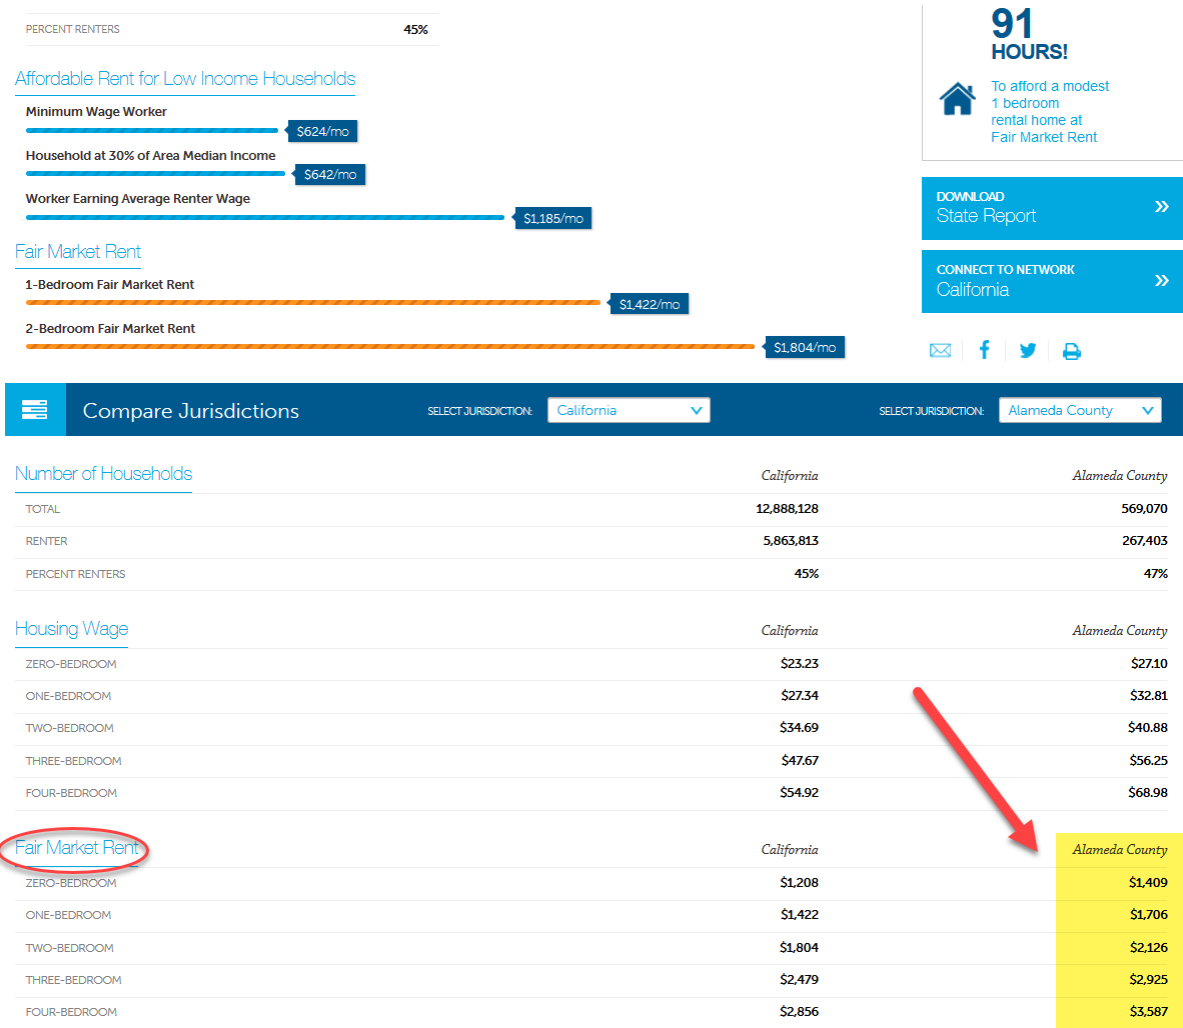 PERCENT RENTERS 45%
Affordable Rent for Low Income Households
Minimum Wage Worker
$624/mo
Household at 30% of Area Median Income
$642/mo
Worker Earning Average Renter Wage
$1,185/mo
Fair Market Rent
1-Bedroom Fair Market Rent
$1,422/mo
2-Bedroom Fair Market Rent
$1,804/mo
91
HOURS!
To afford a modest
1 bedroom
rental home at
Fair Market Rent
DOWNLOAD
State Report
CONNECT TO NETWORK
California
Compare Jurisdictions SELECT JURISDICTION: California SELECT JURISDICTION: Alameda County
Number of Households California Alameda County
TOTAL 12,888,128 569,070
RENTER 5,863,813 267,403
PERCENT RENTERS 45% 47%
Housing Wage California Alameda County
ZERO-BEDROOM $23.23 $27.10
ONE-BEDROOM $27.34 $32.81
TWO-BEDROOM $34.69 $40.88
THREE-BEDROOM $47.67 $56.25
FOUR-BEDROOM $54.92 $68.98
Fair Market Rent California Alameda County
ZERO-BEDROOM $1,208 $1,409
ONE-BEDROOM $1,422 $1,706
TWO-BEDROOM $1,804 $2,126
THREE-BEDROOM $2,479 $2,925
FOUR-BEDROOM $2,856 $3,587